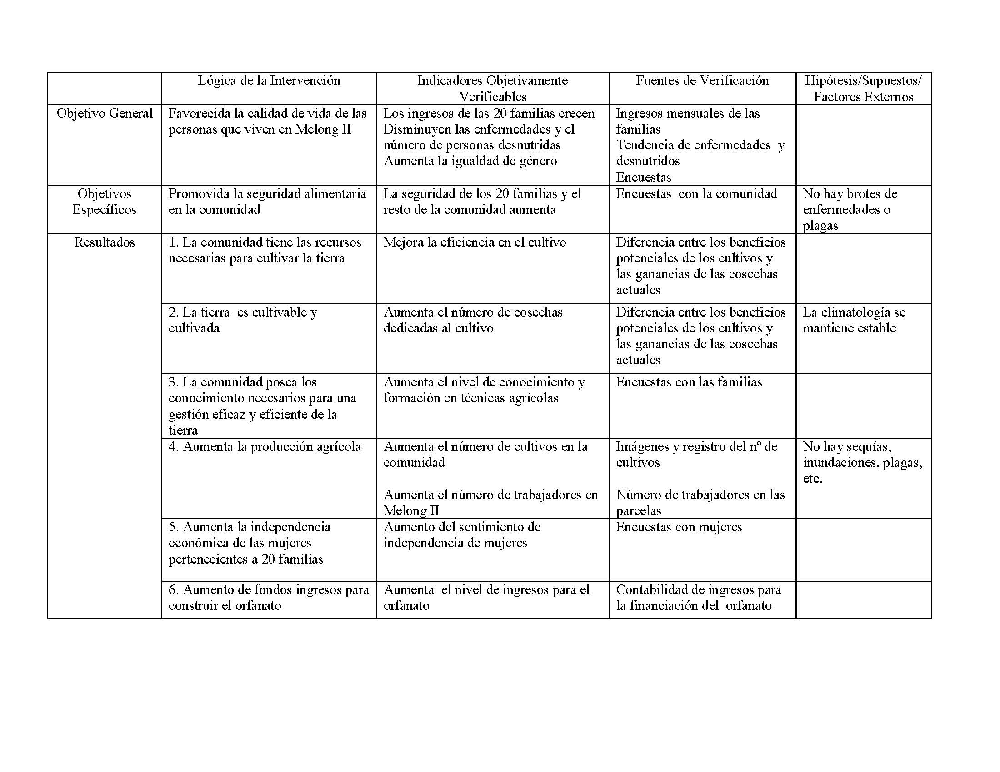 Lógica de la Intervención
Indicadores Objetivamente
Verificables
Fuentes de Verificación
Hipótesis/Supuestos/
Factores Externos
Objetivo General
Favorecida la calidad de vida de las
personas que viven en Melong II
Los ingresos de las 20 familias crecen
Disminuyen las enfermedades y el
número de personas desnutridas
Aumenta la igualdad de género
Ingresos mensuales de las
familias
Tendencia de enfermedades y
desnutridos
Encuestas
Objetivos
Específicos
Promovida la seguridad alimentaria
en la comunidad
La seguridad de los 20 familias y el
resto de la comunidad aumenta
Encuestas con la comunidad
No hay brotes de
enfermedades o
plagas
Resultados
1. La comunidad tiene las recursos
necesarias para cultivar la tierra
Mejora la eficiencia en el cultivo
Diferencia entre los beneficios
potenciales de los cultivos y
las ganancias de las cosechas
actuales
2. La tierra es cultivable y
cultivada
Aumenta el número de cosechas
dedicadas al cultivo
Diferencia entre los beneficios
potenciales de los cultivos y
las ganancias de las cosechas
actuales
La climatología se
mantiene estable
3. La comunidad posea los
conocimiento necesarios para una
gestión eficaz y eficiente de la
tierra
Aumenta el nivel de conocimiento y
formación en técnicas agrícolas
Encuestas con las familias
4. Aumenta la producción agrícola
Aumenta el número de cultivos en la
comunidad
Aumenta el número de trabajadores en
Melong II
Imágenes y registro del nº de
cultivos
Número de trabajadores en las
parcelas
No hay sequías,
inundaciones, plagas,
etc.
5. Aumenta la independencia
económica de las mujeres
pertenecientes a 20 familias
Aumento del sentimiento de
independencia de mujeres
Encuestas con mujeres
6. Aumento de fondos ingresos para
construir el orfanato
Aumenta el nivel de ingresos para el
orfanato
Contabilidad de ingresos para
la financiación del orfanato